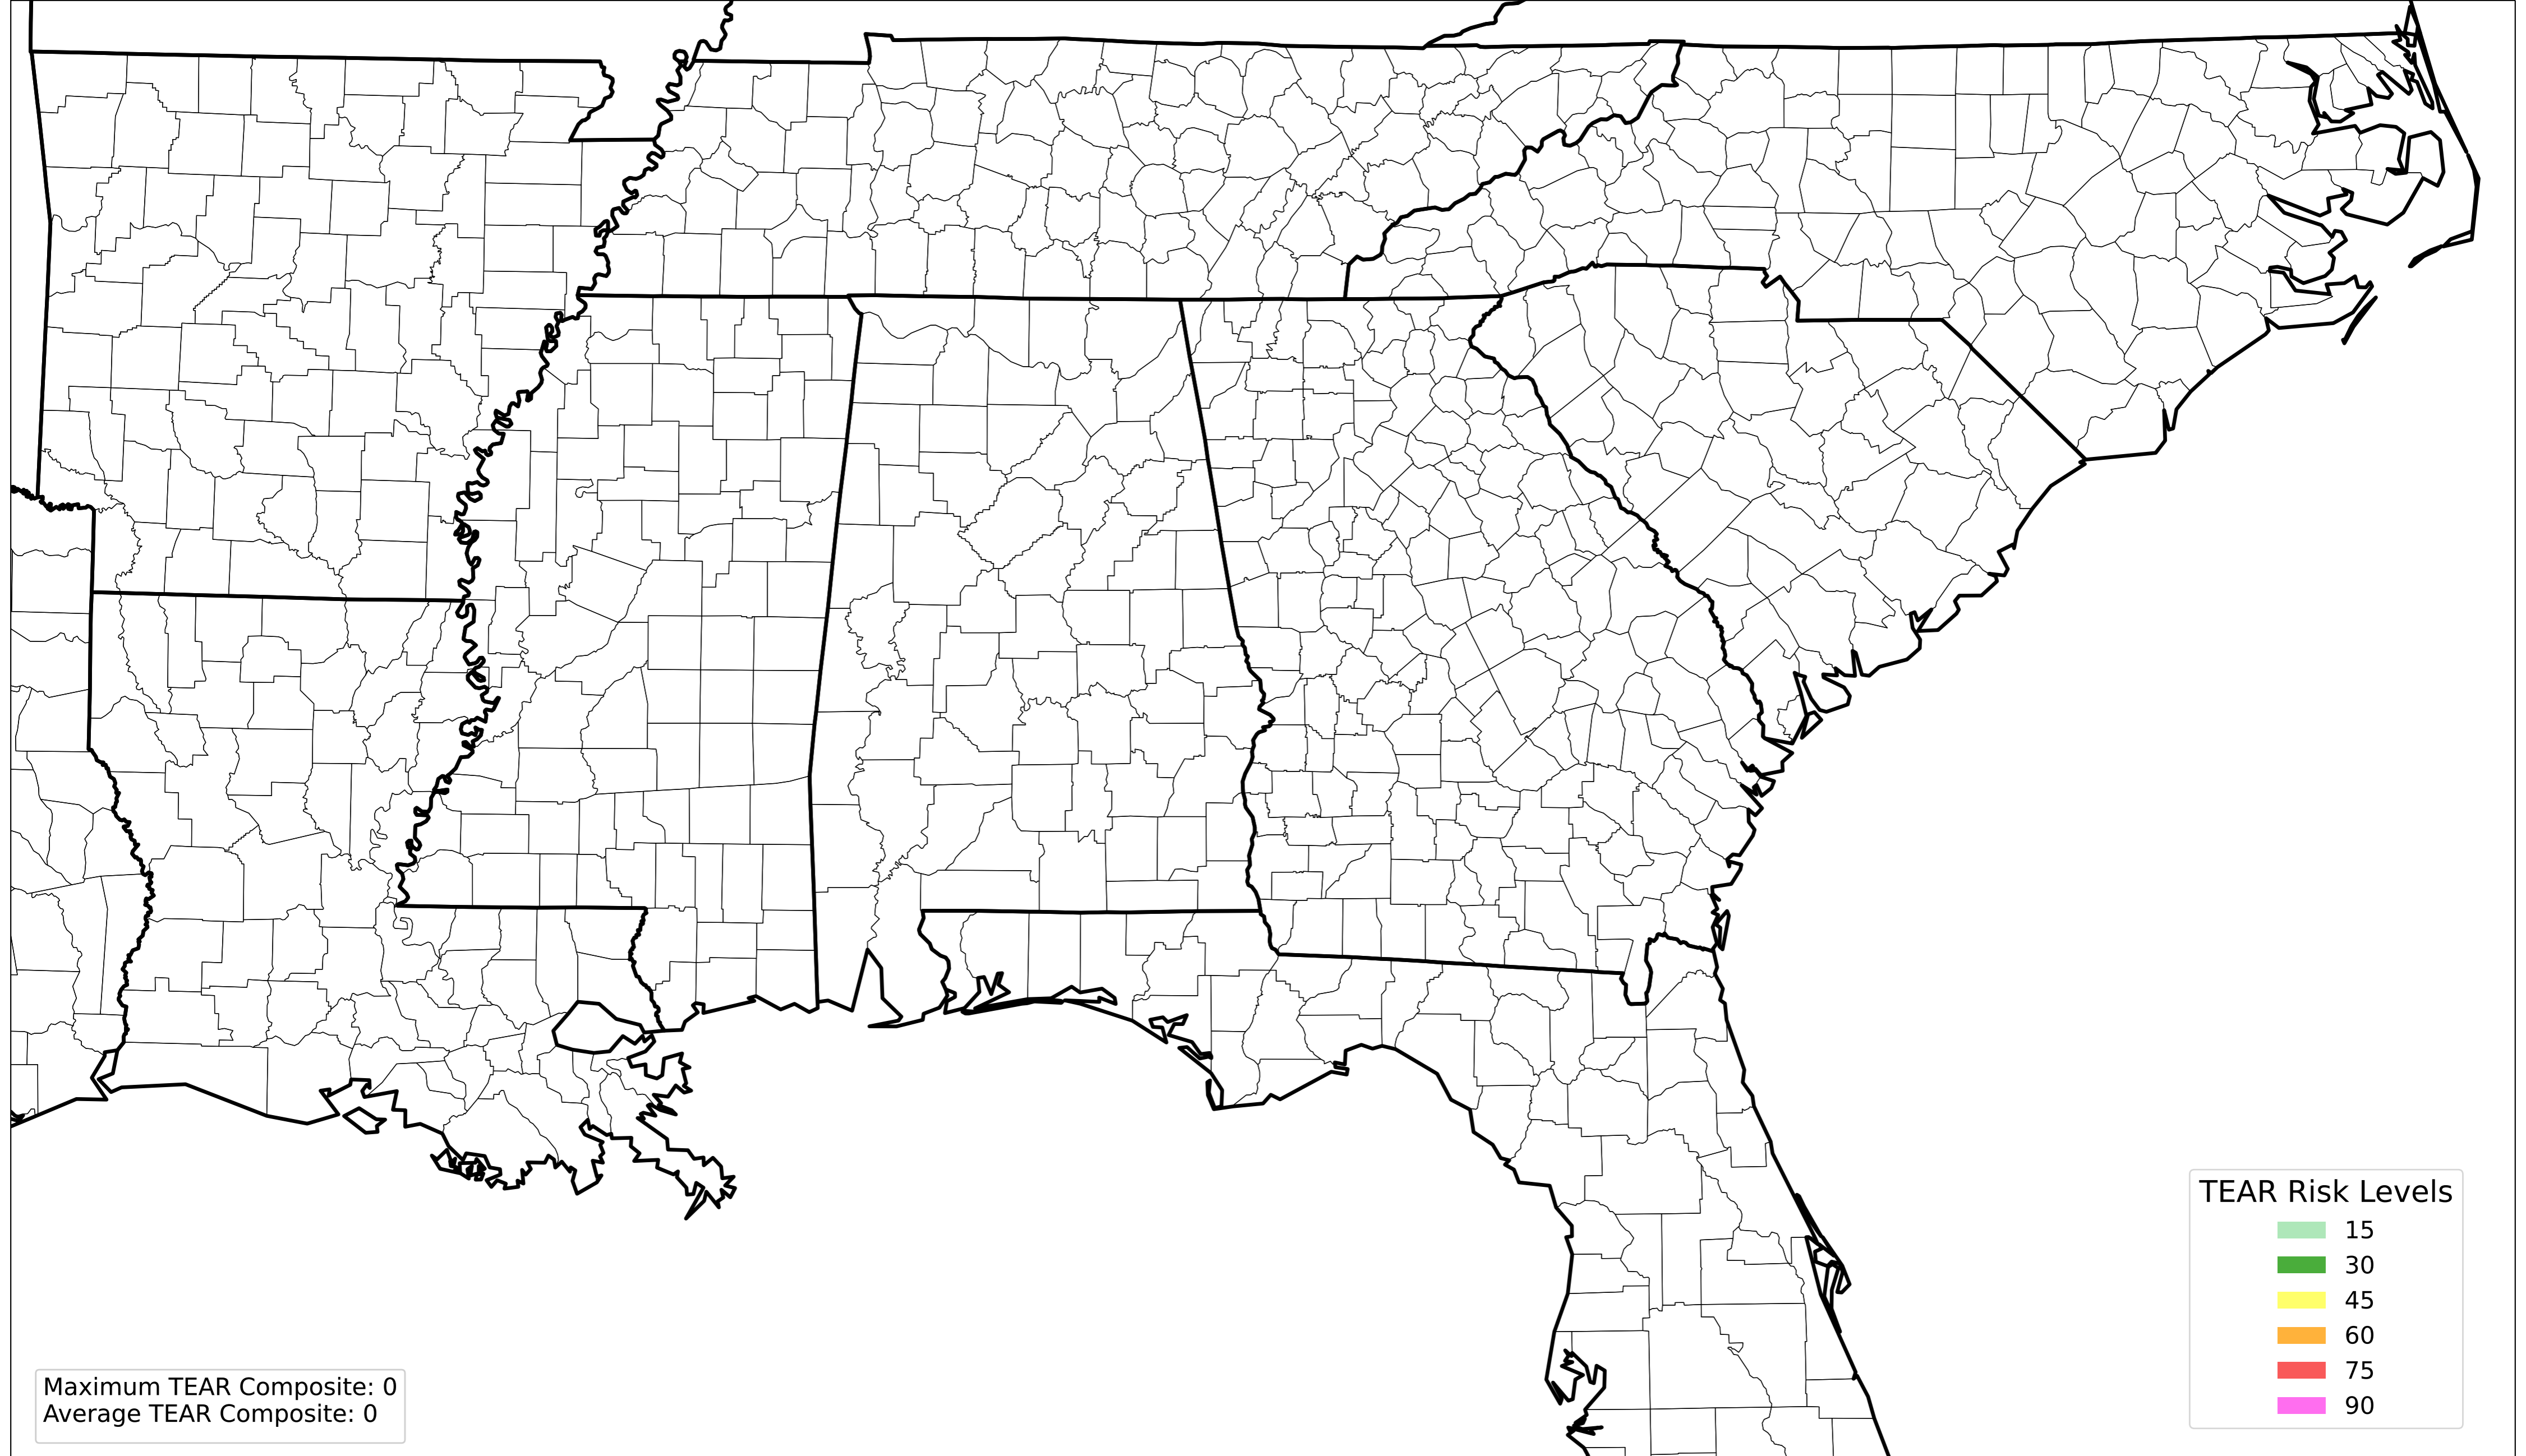 TEAR Risk Levels
15
30
45
60
75
90
Maximum TEAR Composite: 0
Average TEAR Composite: 0